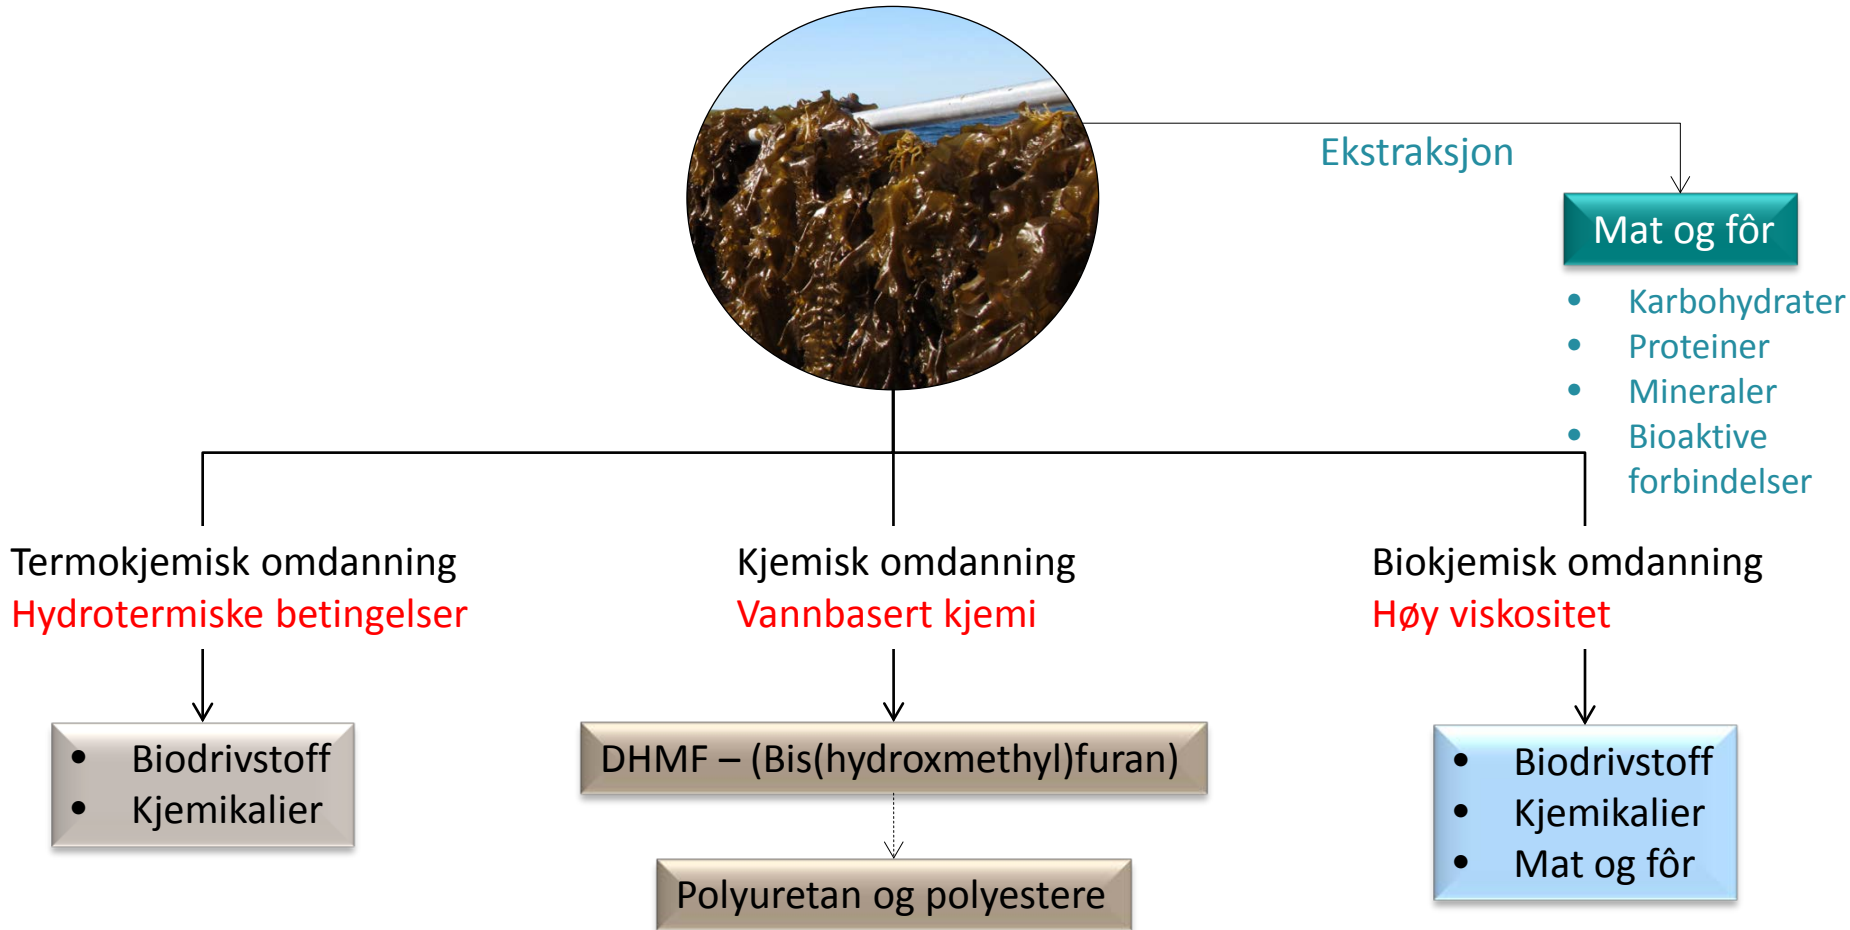 Ekstraksjon
Mat og fôr
• Karbohydrater
• Proteiner
• Mineraler
• Bioaktive
forbindelser
Termokjemisk omdanning
Hydrotermiske betingelser
• Biodrivstoff
• Kjemikalier
Kjemisk omdanning
Vannbasert kjemi
DHMF – (Bis(hydroxmethyl)furan)
Polyuretan og polyestere
Biokjemisk omdanning
Høy viskositet
• Biodrivstoff
• Kjemikalier
• Mat og fôr